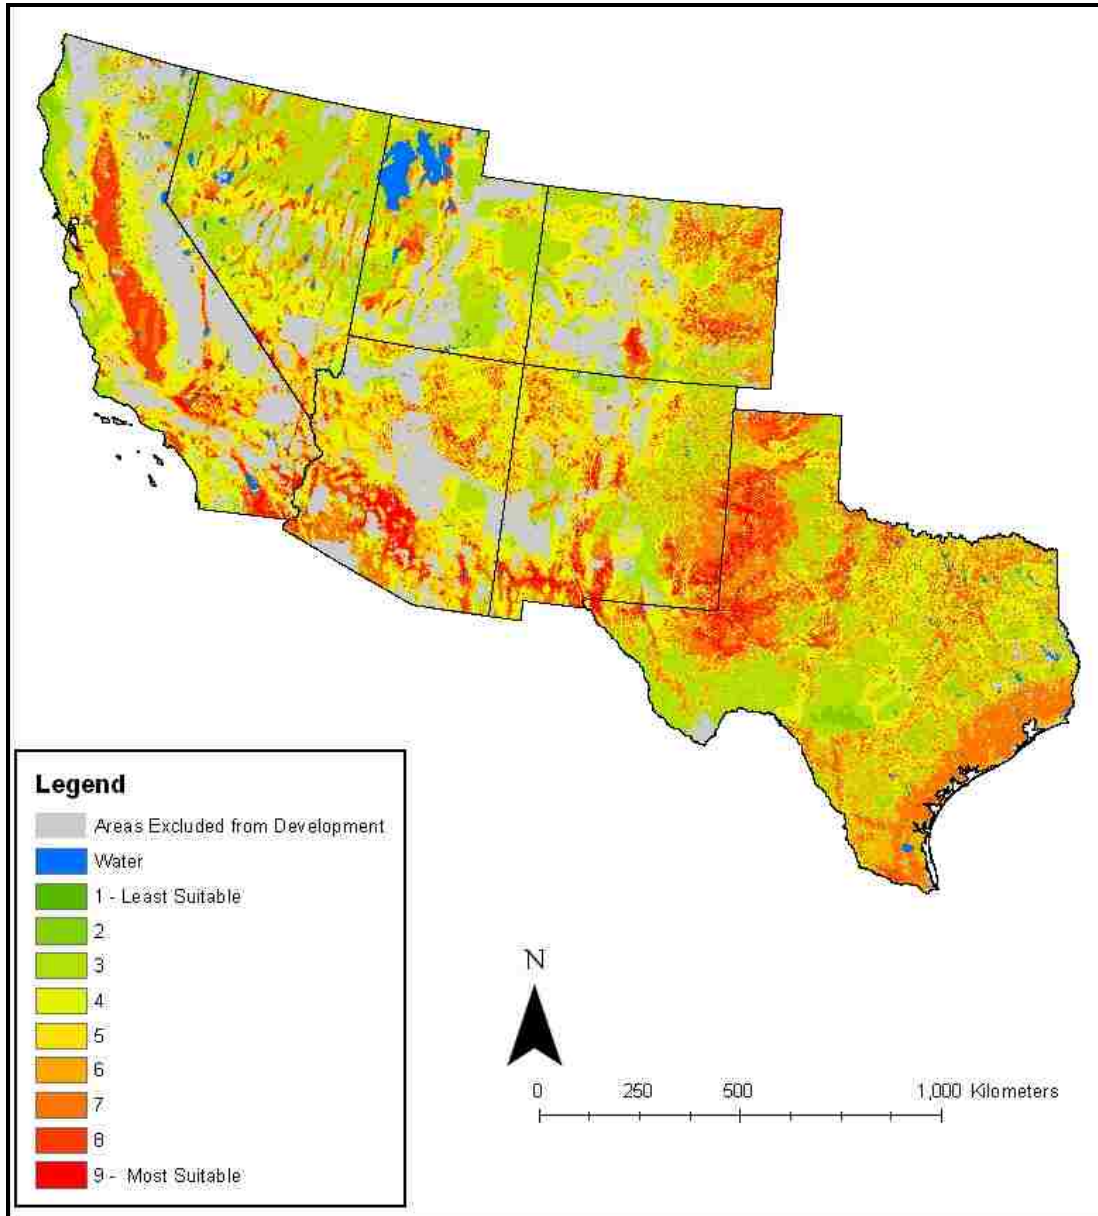 Legend
Areas Excluded from Development
Water
1 - Least Suitable
2
3
4
5
6
7
8
9 - Most Suitable
N
0 250 500 1,000 Kilometers